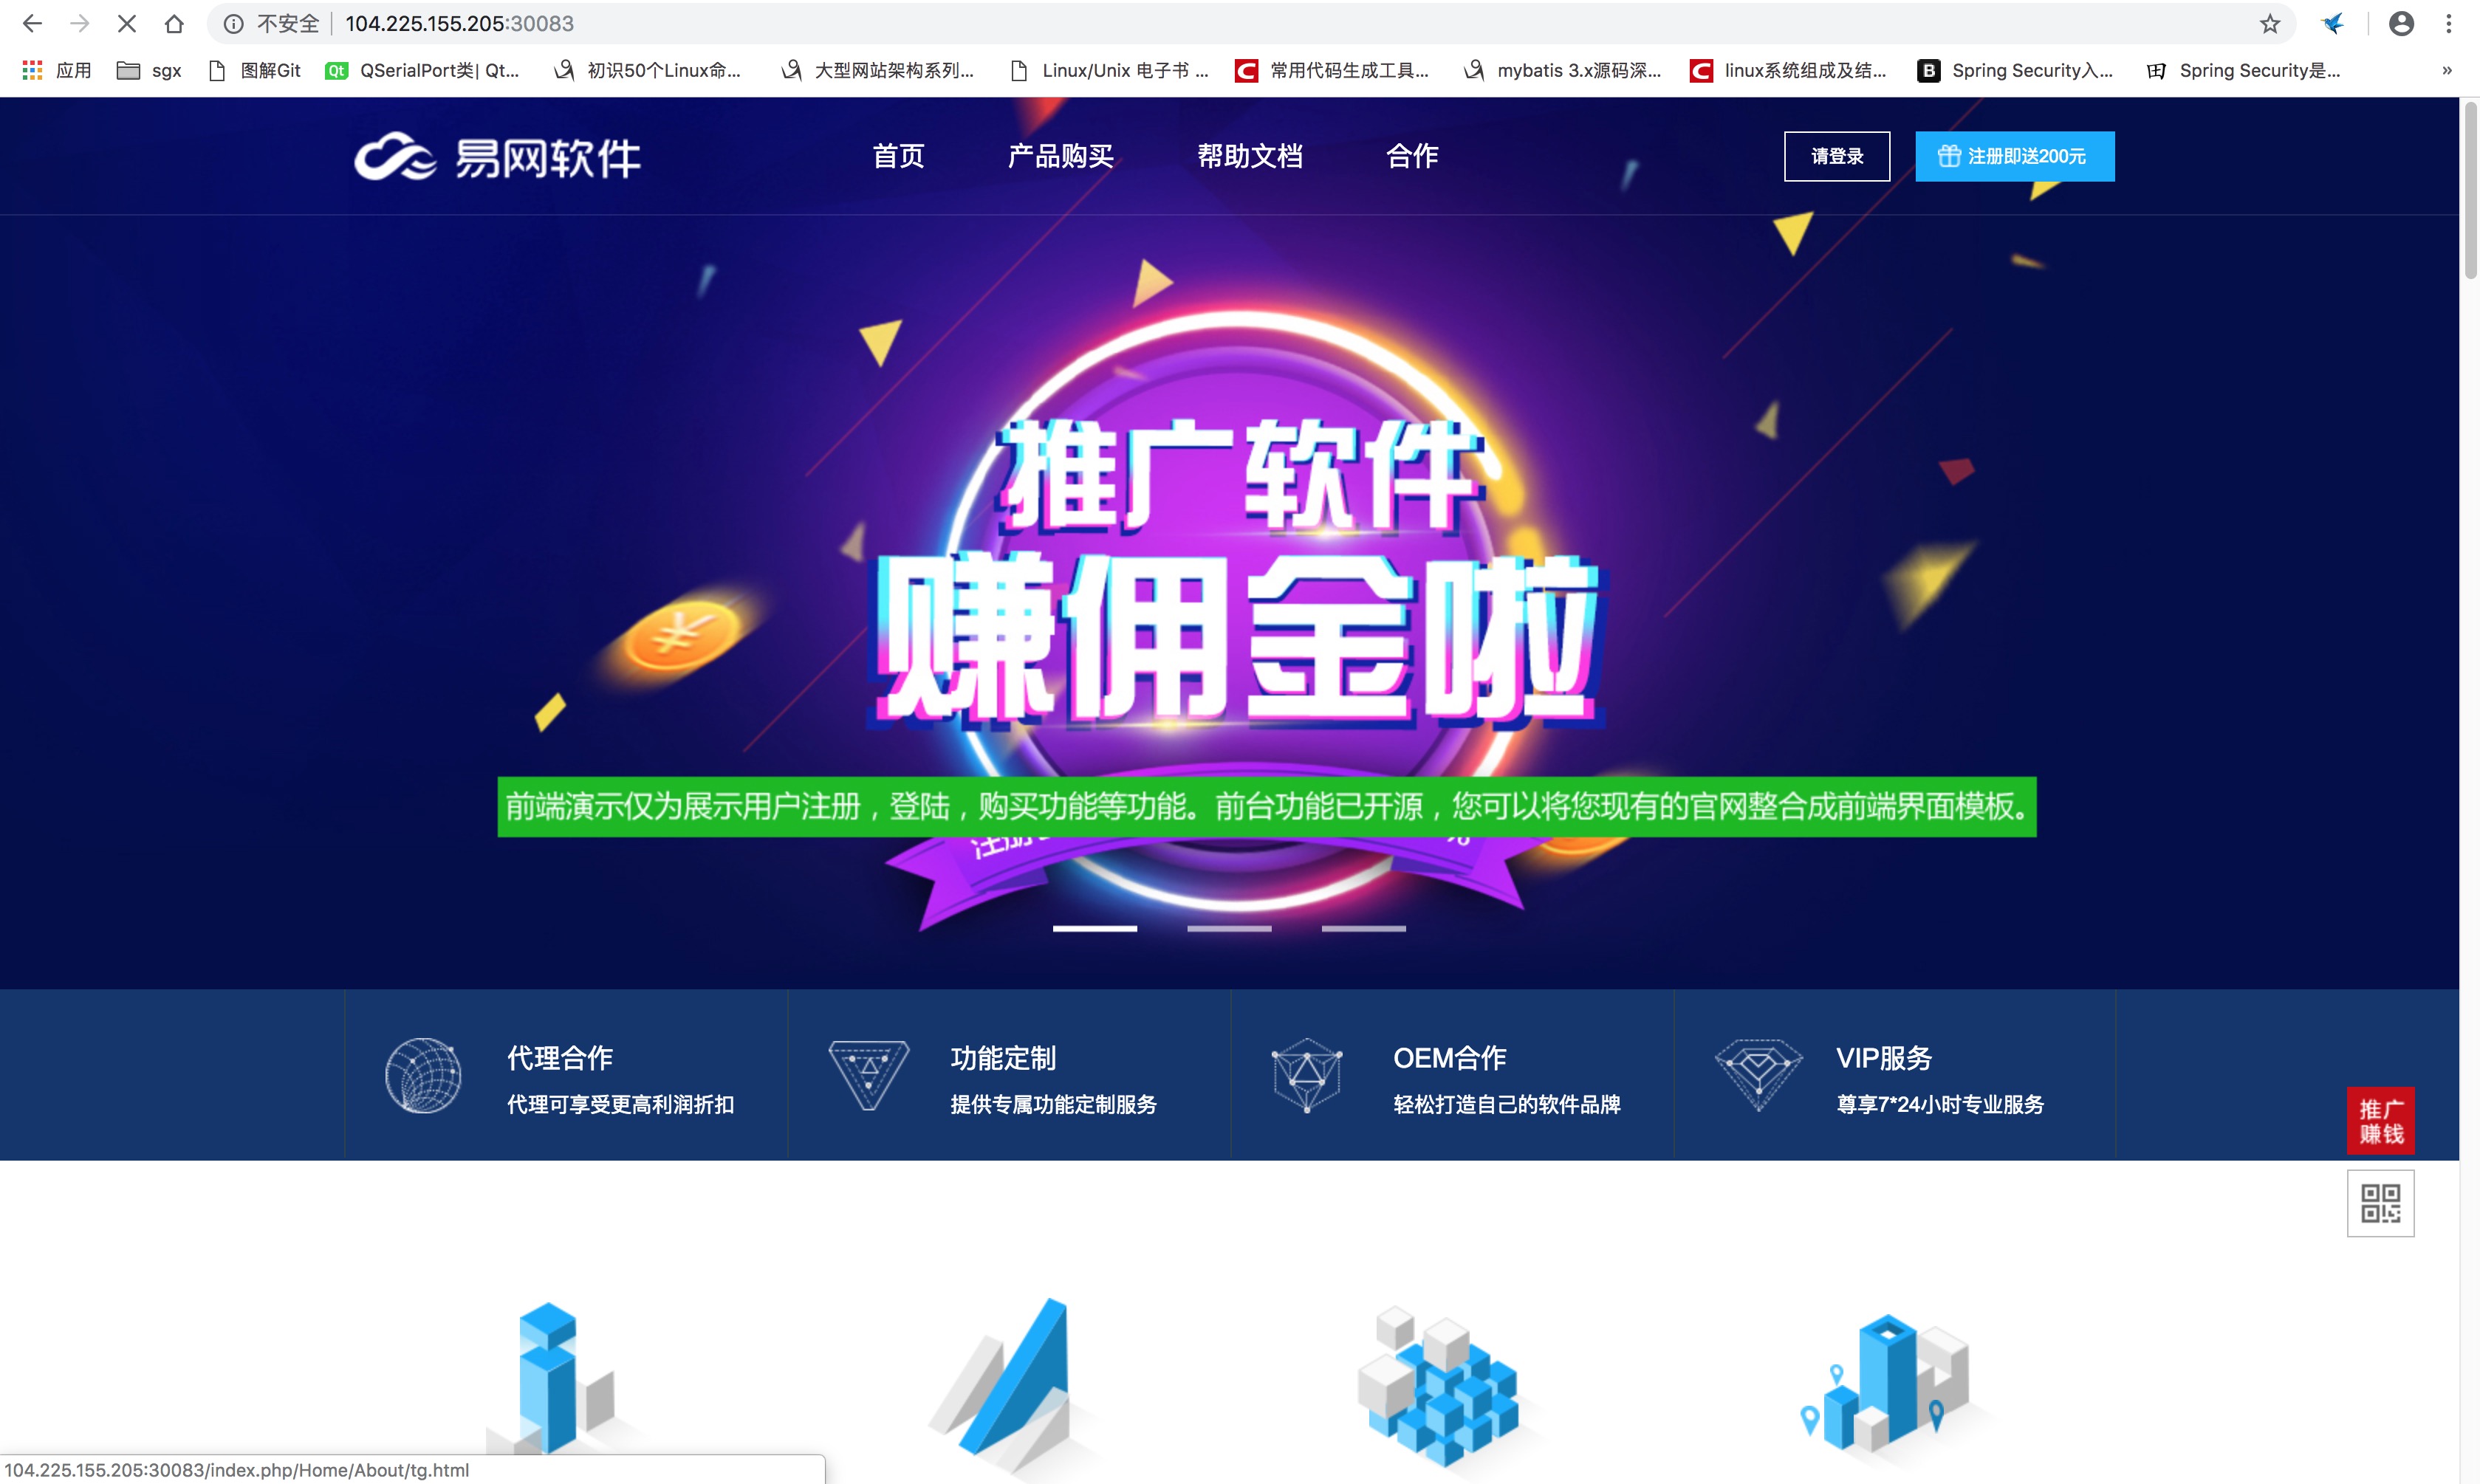 不安全 104.225.155.205:30083
应用 sgx 图解Git QSerialPort类| Qt... 初识50个Linux命... 大型网站架构系列... Linux/Unix 电子书 ... 常用代码生成工具... mybatis 3.x源码深... linux系统组成及结... Spring Security入... Spring Security是... »
易网软件 首页 产品购买 帮助文档 合作 请登录 注册即送200元
推广软件
赚佣金啦
前端演示仅为展示用户注册，登陆，购买功能等功能。前台功能已开源，您可以将您现有的官网整合成前端界面模板。
注册
%
代理合作 功能定制 OEM合作 VIP服务
代理可享受更高利润折扣 提供专属功能定制服务 轻松打造自己的软件品牌 尊享7*24小时专业服务
推广
赚钱
104.225.155.205:30083/index.php/Home/About/tg.html